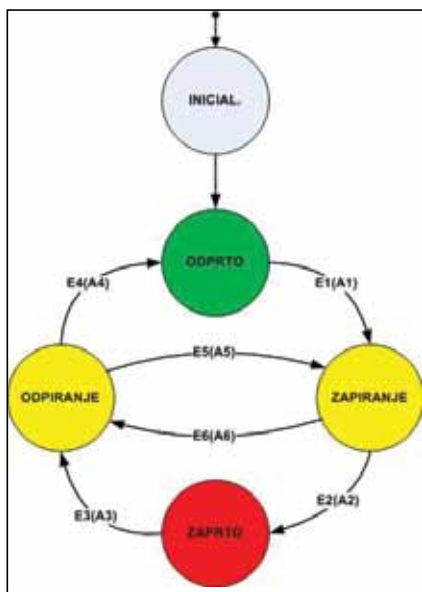 INICIAL.
ODPRTO
E4(A4)
E1(A1)
E5(A5)
ODPIRANJE
ZAPIRANJE
E6(A6)
E2(A2)
E3(A3)
ZAPRTO